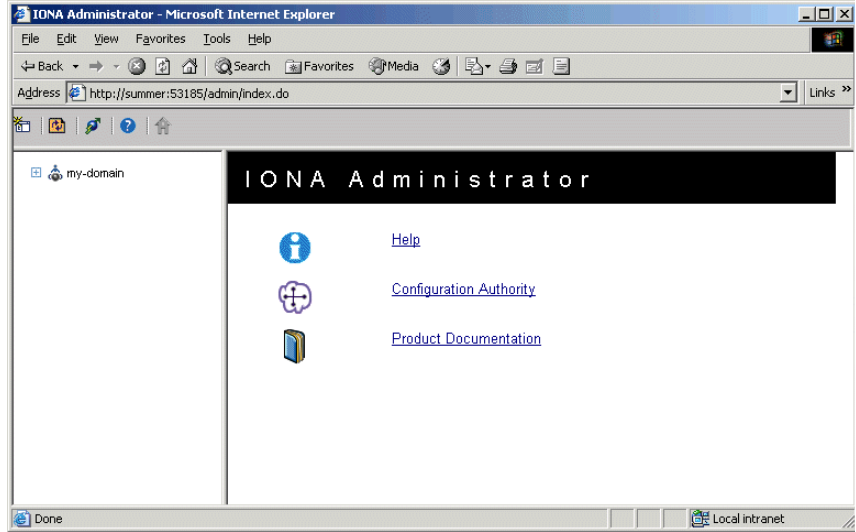 IONA Administrator - Microsoft Internet Explorer
File Edit View Favorites Tools Help
Back Search Favorites Media
Address http://summer:53185/admin/index.do Links »
my-domain
IONA Administrator
Help
Configuration Authority
Product Documentation
Done Local intranet